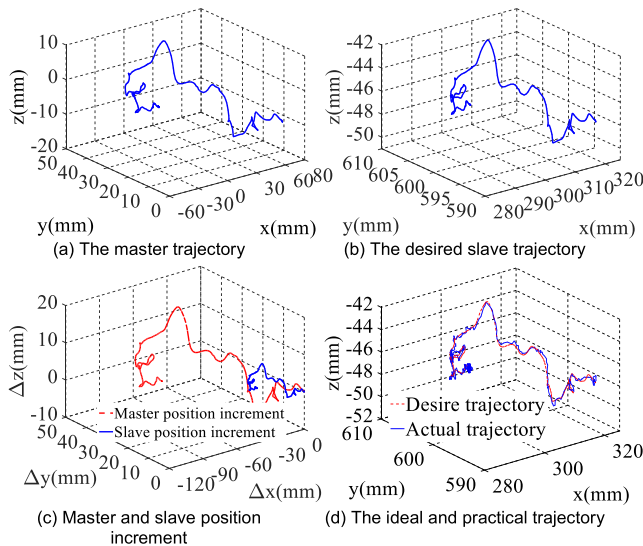 10
0
-10
-20
z(mm)
50
40
30
20
10
0
y(mm)
-60
-30
0
30
60
80
x(mm)
(a) The master trajectory
-42
-44
-46
-48
-50
z(mm)
610
605
600
595
590
y(mm)
280
290
300
310
320
x(mm)
(b) The desired slave trajectory
20
10
0
-10
Δz(mm)
50
40
30
20
10
0
Δy(mm)
-120
-90
-60
-30
0
Δx(mm)
Master position increment
Slave position increment
(c) Master and slave position
increment
-42
-44
-46
-48
-50
-52
z(mm)
610
600
590
y(mm)
280
300
320
x(mm)
Desire trajectory
Actual trajectory
(d) The ideal and practical trajectory